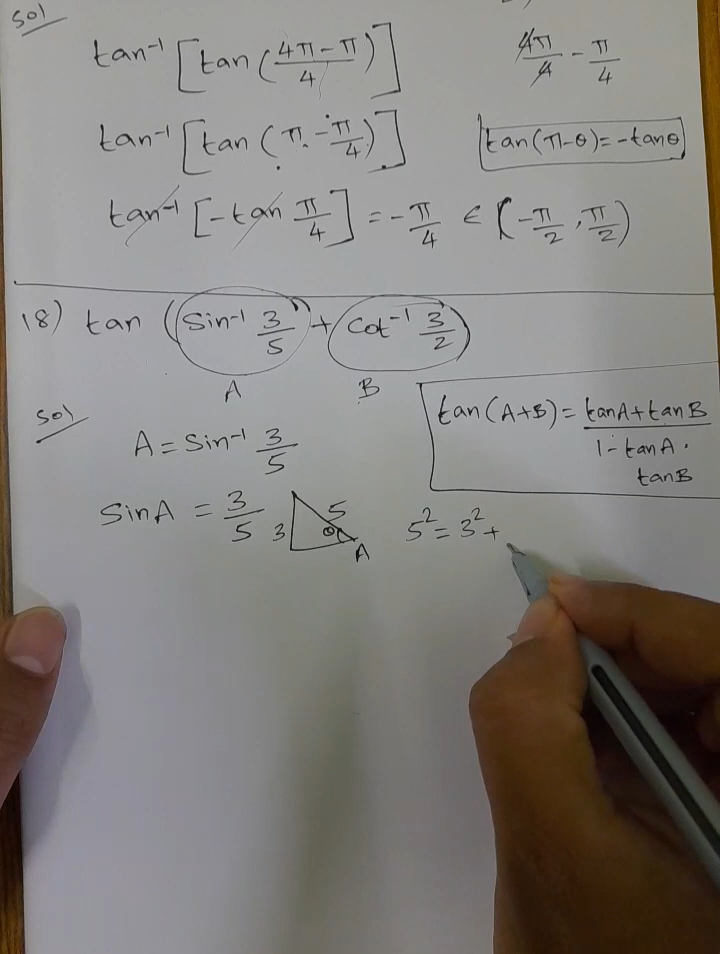 Sol
tan⁻¹ [tan (4π-π/4)] 4π/4 - π/4
tan⁻¹ [tan (π - π/4)] tan(π-θ)=-tanθ
tan⁻¹ [-tan π/4] = -π/4 ∈ (-π/2, π/2)
18) tan (Sin⁻¹ 3/5 + Cot⁻¹ 3/2)
A B
Sol
tan(A+B) = tanA+tanB/1-tanA.tanB
A = Sin⁻¹ 3/5
SinA = 3/5 3 5 θ A 5² = 3² +